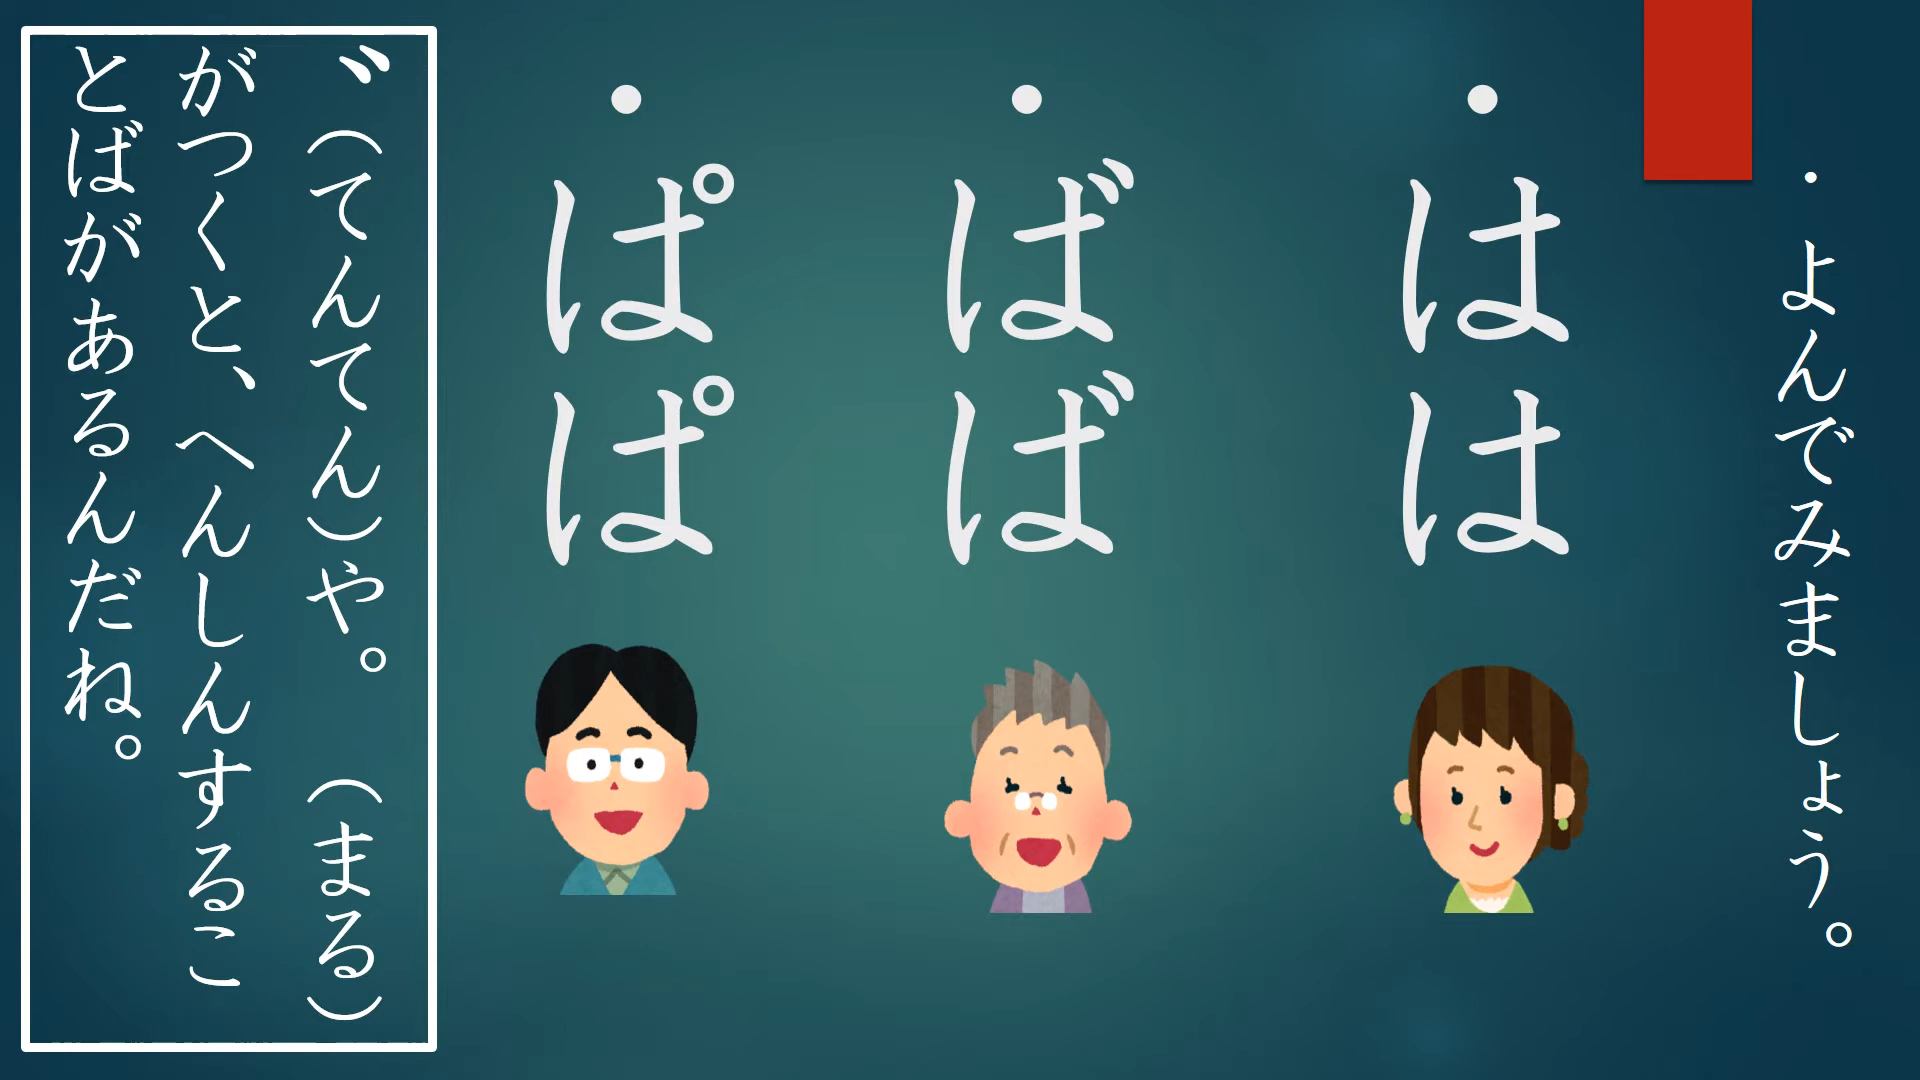 ・よんでみましょう。
・はは
・ばば
・ぱぱ
゛(てんてん)や。　(まる)
がつくと、へんしんするこ
とばがあるんだね。